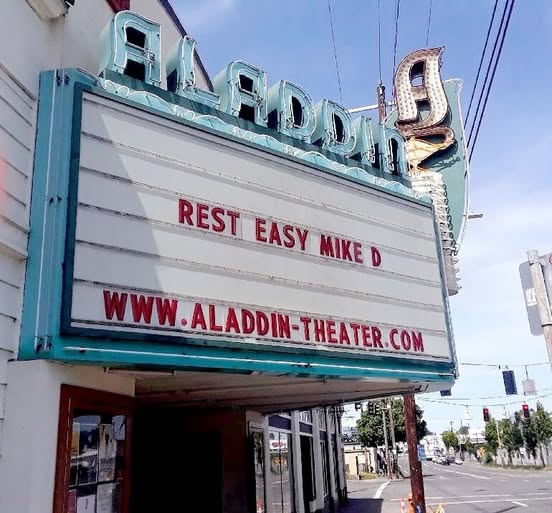 ALADDIN
A
REST EASY MIKE D
WWW.ALADDIN-THEATER.COM